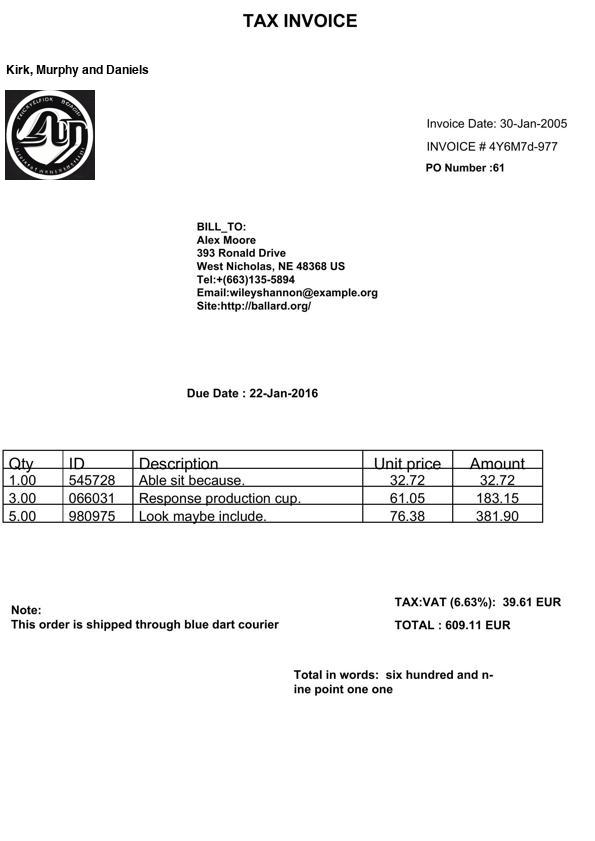 TAX INVOICE
Kirk, Murphy and Daniels
Invoice Date: 30-Jan-2005
INVOICE # 4Y6M7d-977
PO Number :61
BILL_TO:
Alex Moore
393 Ronald Drive
West Nicholas, NE 48368 US
Tel:+(663)135-5894
Email:wileyshannon@example.org
Site:http://ballard.org/
Due Date : 22-Jan-2016
Qty ID Description Unit price Amount
1.00 545728 Able sit because. 32.72 32.72
3.00 066031 Response production cup. 61.05 183.15
5.00 980975 Look maybe include. 76.38 381.90
TAX:VAT (6.63%): 39.61 EUR
TOTAL : 609.11 EUR
Note:
This order is shipped through blue dart courier
Total in words: six hundred and n-
ine point one one